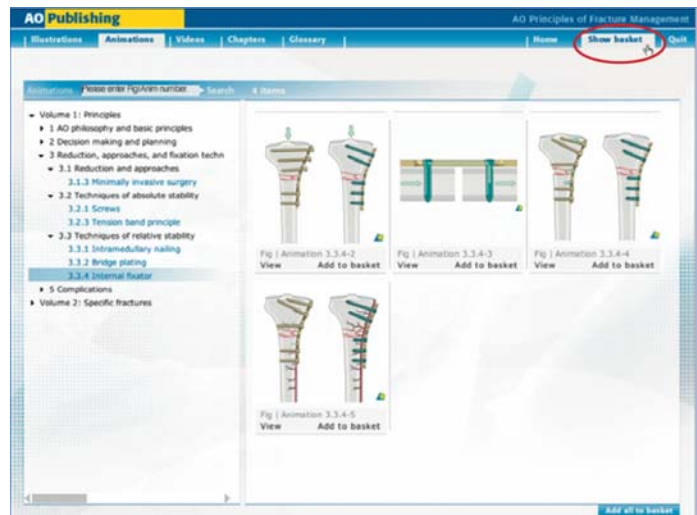 AO Publishing
AO Principles of Fracture Management
Illustrations | Animations | Videos | Chapters | Glossary |
| Home | Show basket | Quit
Animations Please enter Fig/Anim number Search 4 items
Volume 1: Principles
1 AO philosophy and basic principles
2 Decision making and planning
3 Reduction, approaches, and fixation techn
3.1 Reduction and approaches
3.1.3 Minimally invasive surgery
3.2 Techniques of absolute stability
3.2.1 Screws
3.2.3 Tension band principle
3.3 Techniques of relative stability
3.3.1 Intramedullary nailing
3.3.2 Bridge plating
3.3.4 Internal fixator
5 Complications
Volume 2: Specific fractures
Fig | Animation 3.3.4-2
View Add to basket
Fig | Animation 3.3.4-3
View Add to basket
Fig | Animation 3.3.4-4
View Add to basket
Fig | Animation 3.3.4-5
View Add to basket
Add all to basket